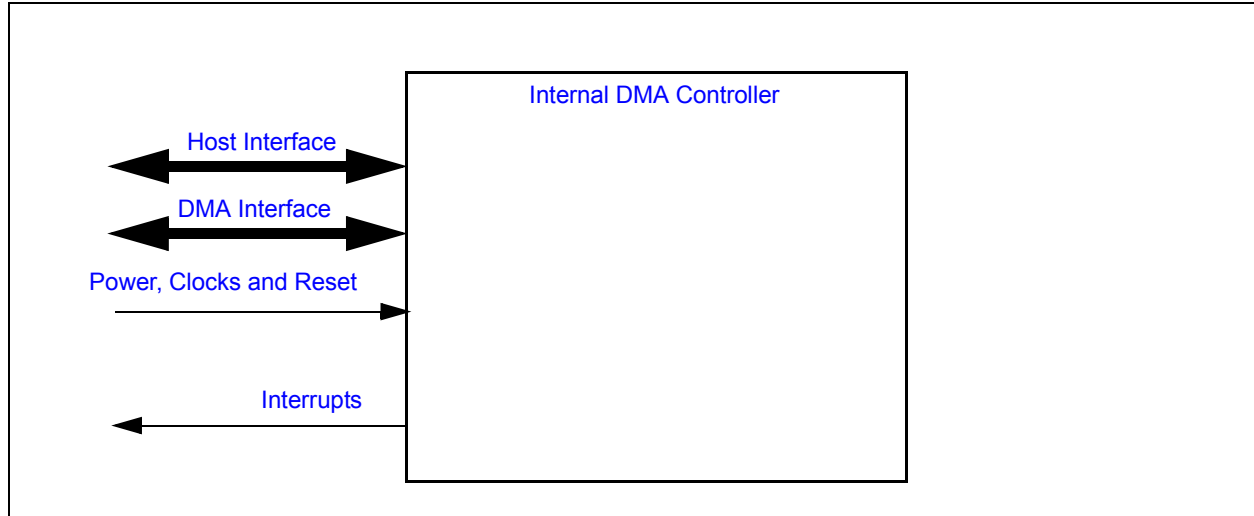 Internal DMA Controller
Host Interface
DMA Interface
Power, Clocks and Reset
Interrupts